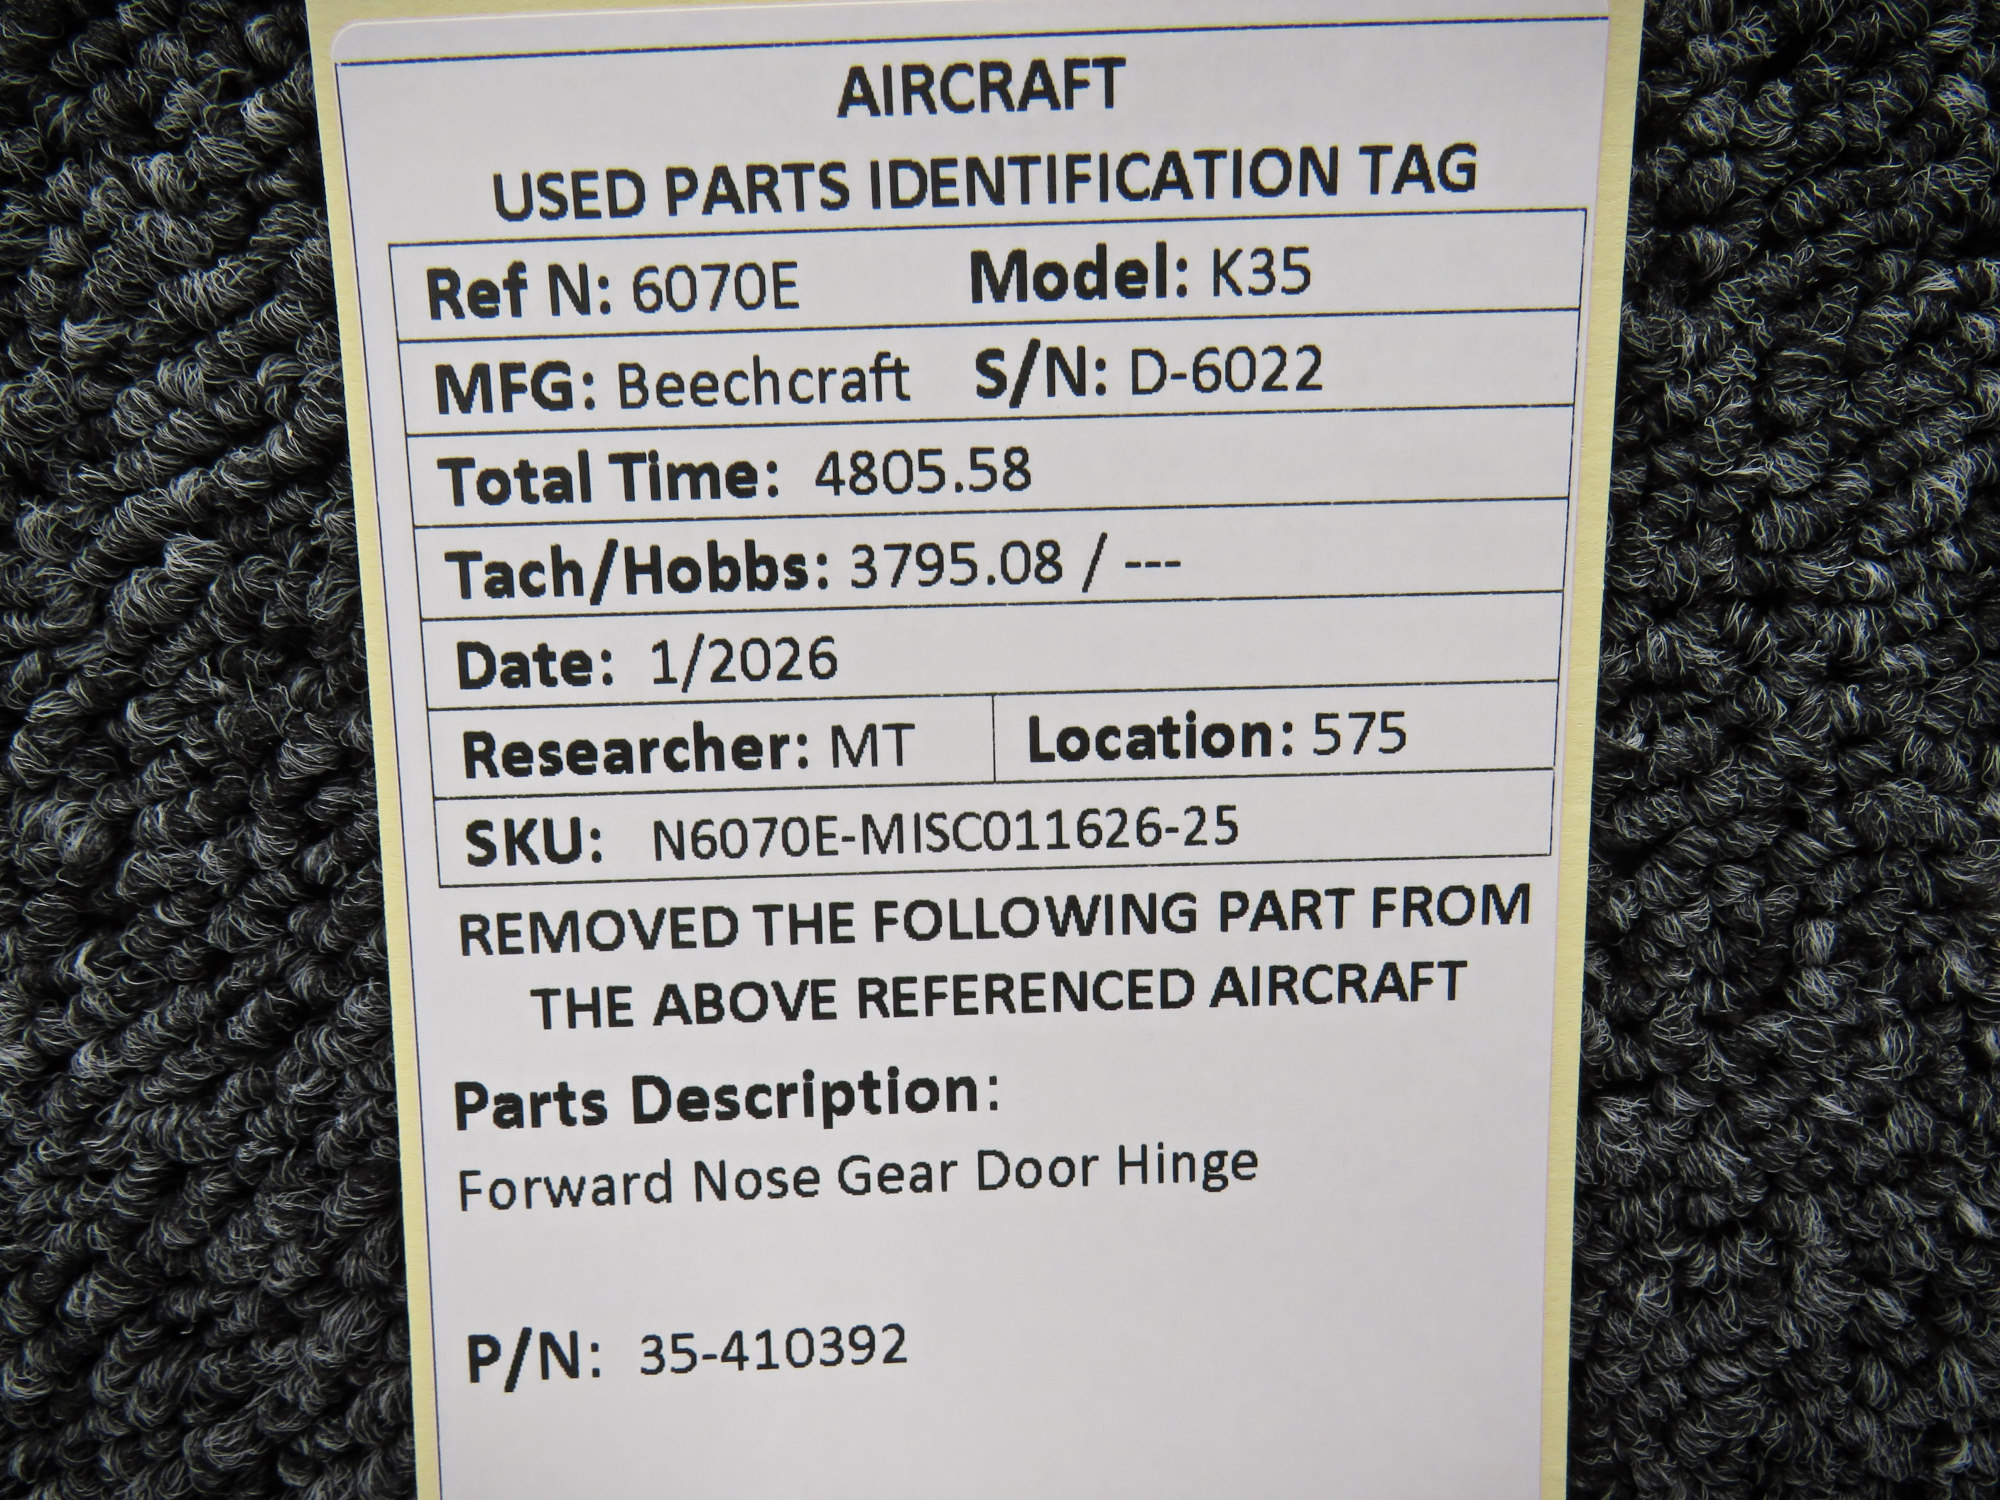 AIRCRAFT
USED PARTS IDENTIFICATION TAG
Ref N: 6070E Model: K35
MFG: Beechcraft S/N: D-6022
Total Time: 4805.58
Tach/Hobbs: 3795.08 / ---
Date: 1/2026
Researcher: MT Location: 575
SKU: N6070E-MISC011626-25
REMOVED THE FOLLOWING PART FROM
THE ABOVE REFERENCED AIRCRAFT
Parts Description:
Forward Nose Gear Door Hinge
P/N: 35-410392